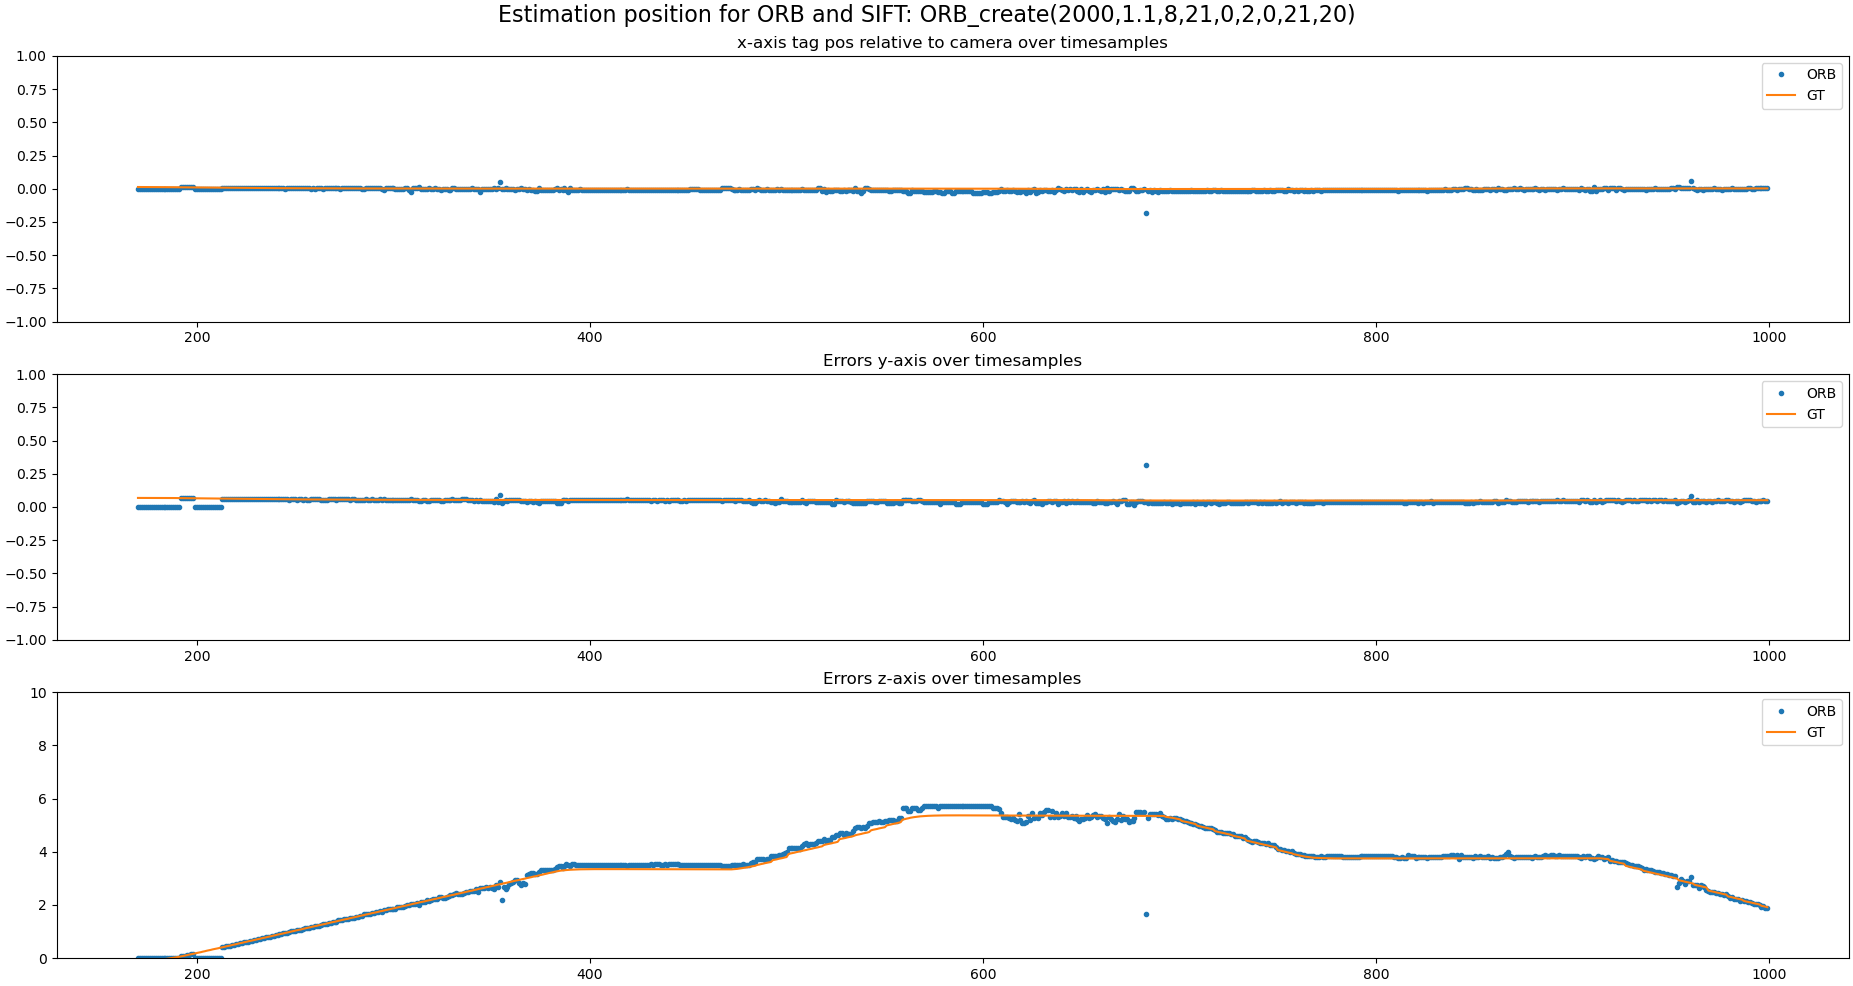 Estimation position for ORB and SIFT: ORB_create(2000,1.1,8,21,0,2,0,21,20)
x-axis tag pos relative to camera over timesamples
1.00
0.75
0.50
0.25
0.00
−0.25
−0.50
−0.75
−1.00
ORB
GT
200 400 600 800 1000
Errors y-axis over timesamples
1.00
0.75
0.50
0.25
0.00
−0.25
−0.50
−0.75
−1.00
ORB
GT
200 400 600 800 1000
Errors z-axis over timesamples
10
8
6
4
2
0
ORB
GT
200 400 600 800 1000